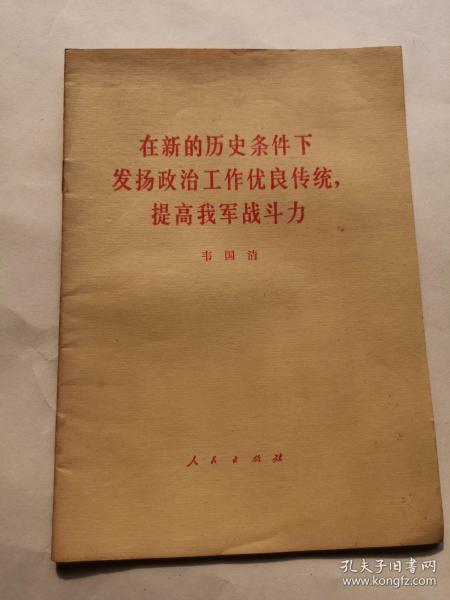 在新的历史条件下
发扬政治工作优良传统，
提高我军战斗力
韦国清
人民出版社
孔夫子旧书网
www.kongfz.com